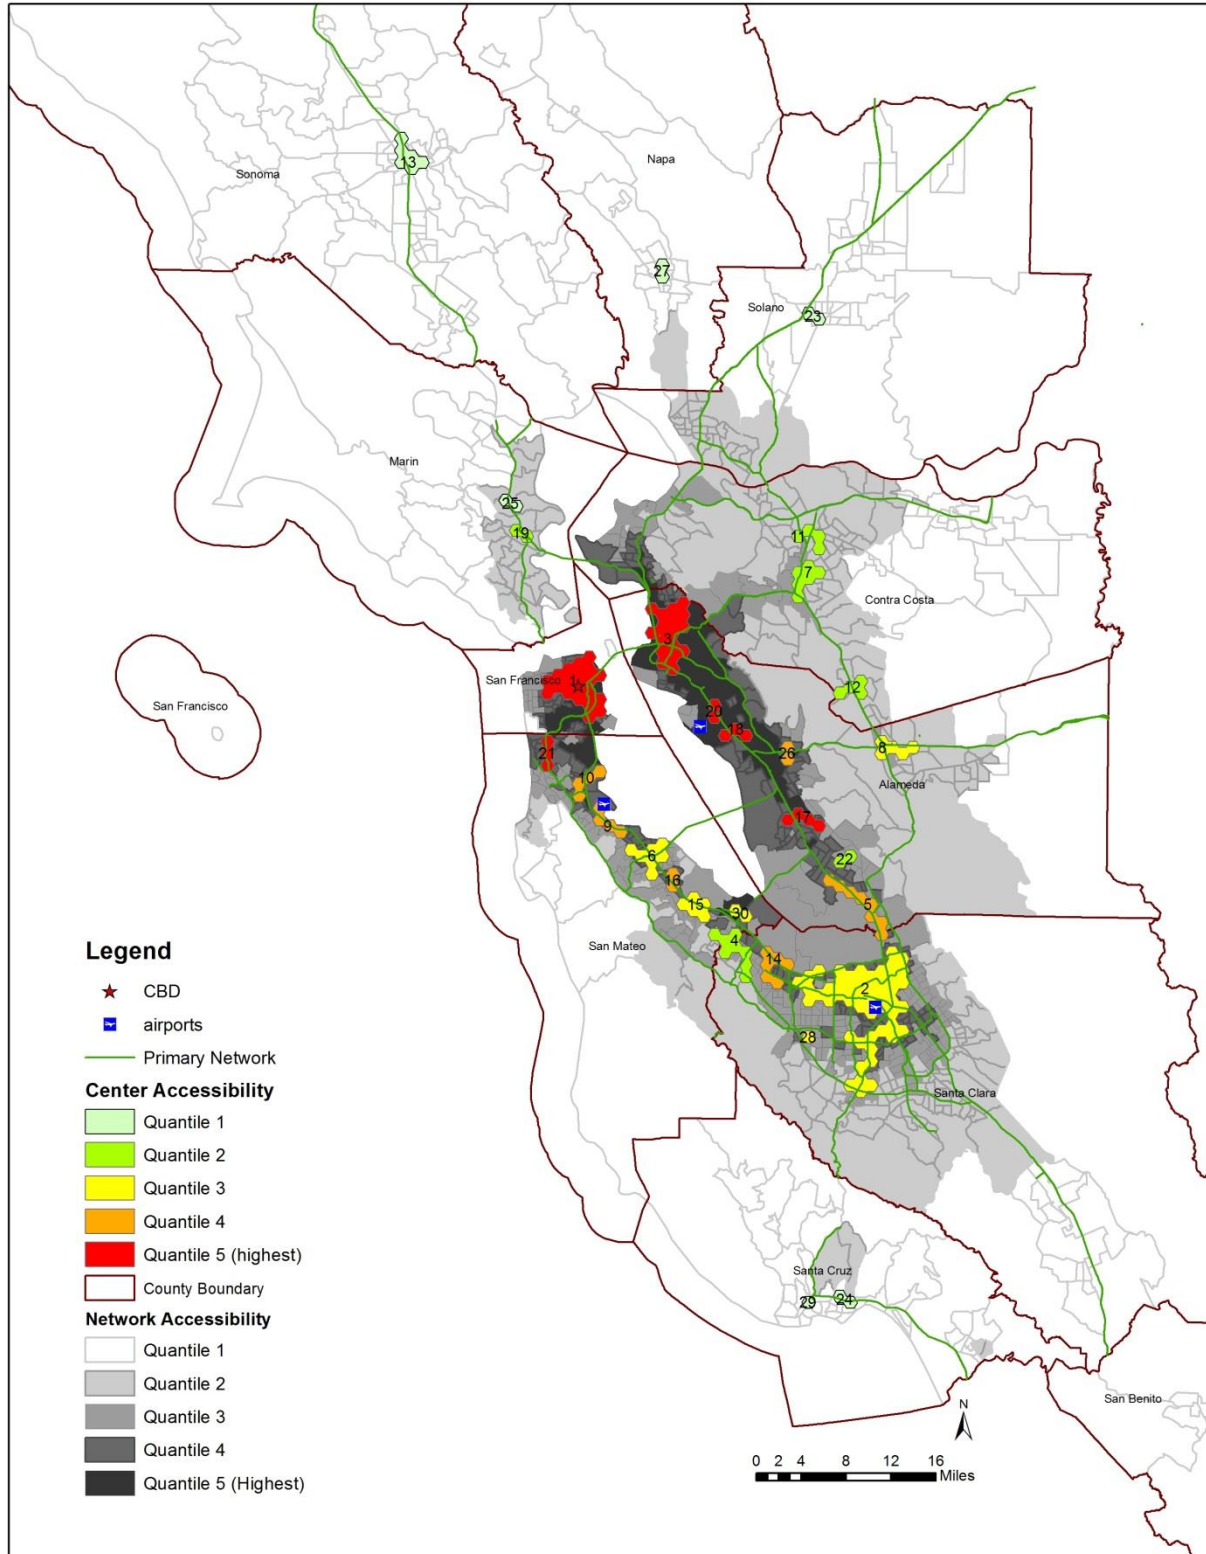 13
Sonoma
Napa
27
Solano
23
Marin
25
19
11
7
Contra Costa
3
12
San Francisco
1
San Francisco
20
18
21
26
8
Alameda
10
9
17
22
6
16
5
15
30
San Mateo
4
14
2
28
Santa Clara
Santa Cruz
29
24
San Benito
Legend
CBD
airports
Primary Network
Center Accessibility
Quantile 1
Quantile 2
Quantile 3
Quantile 4
Quantile 5 (highest)
County Boundary
Network Accessibility
Quantile 1
Quantile 2
Quantile 3
Quantile 4
Quantile 5 (Highest)
N
0 2 4 8 12 16
Miles